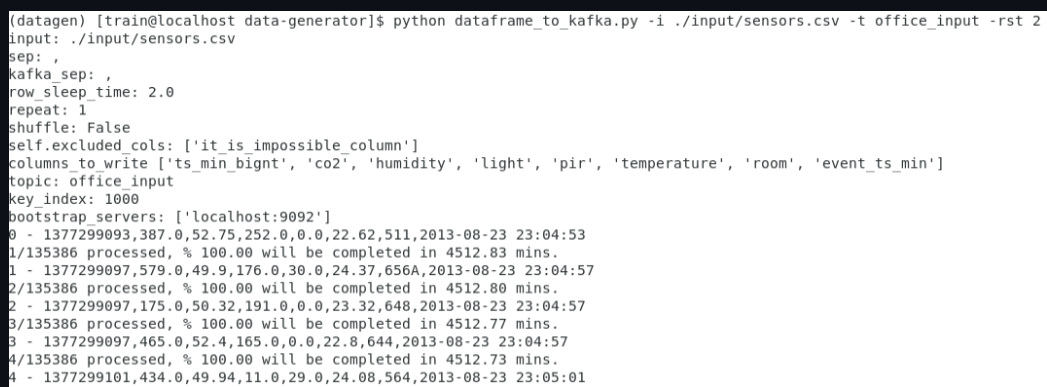 (datagen) [train@localhost data-generator]$ python dataframe_to_kafka.py -i ./input/sensors.csv -t office_input -rst 2
input: ./input/sensors.csv
sep: ,
kafka_sep: ,
row_sleep_time: 2.0
repeat: 1
shuffle: False
self.excluded_cols: ['it_is_impossible_column']
columns_to_write ['ts_min_bignt', 'co2', 'humidity', 'light', 'pir', 'temperature', 'room', 'event_ts_min']
topic: office_input
key_index: 1000
bootstrap_servers: ['localhost:9092']
0 - 1377299093,387.0,52.75,252.0,0.0,22.62,511,2013-08-23 23:04:53
1/135386 processed, % 100.00 will be completed in 4512.83 mins.
1 - 1377299097,579.0,49.9,176.0,30.0,24.37,656A,2013-08-23 23:04:57
2/135386 processed, % 100.00 will be completed in 4512.80 mins.
2 - 1377299097,175.0,50.32,191.0,0.0,23.32,648,2013-08-23 23:04:57
3/135386 processed, % 100.00 will be completed in 4512.77 mins.
3 - 1377299097,465.0,52.4,165.0,0.0,22.8,644,2013-08-23 23:04:57
4/135386 processed, % 100.00 will be completed in 4512.73 mins.
4 - 1377299101,434.0,49.94,11.0,29.0,24.08,564,2013-08-23 23:05:01